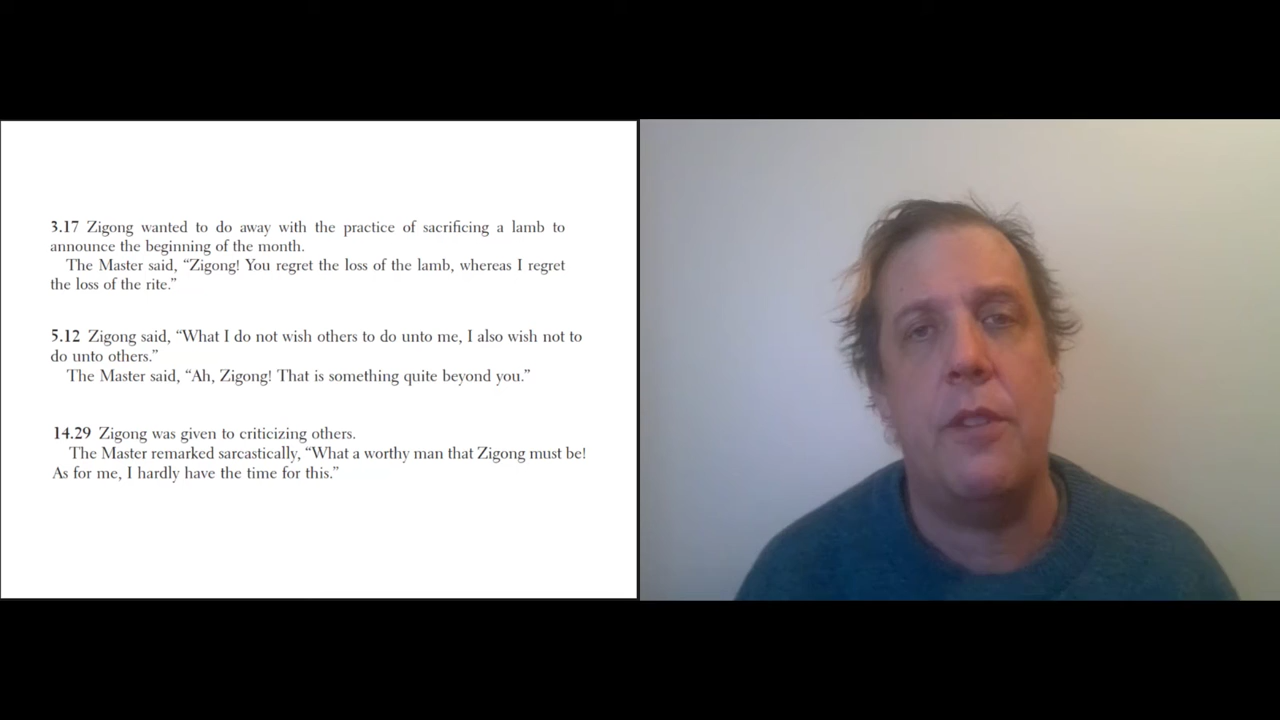 3.17 Zigong wanted to do away with the practice of sacrificing a lamb to
announce the beginning of the month.
The Master said, “Zigong! You regret the loss of the lamb, whereas I regret
the loss of the rite.”
5.12 Zigong said, “What I do not wish others to do unto me, I also wish not to
do unto others.”
The Master said, “Ah, Zigong! That is something quite beyond you.”
14.29 Zigong was given to criticizing others.
The Master remarked sarcastically, “What a worthy man that Zigong must be!
As for me, I hardly have the time for this.”